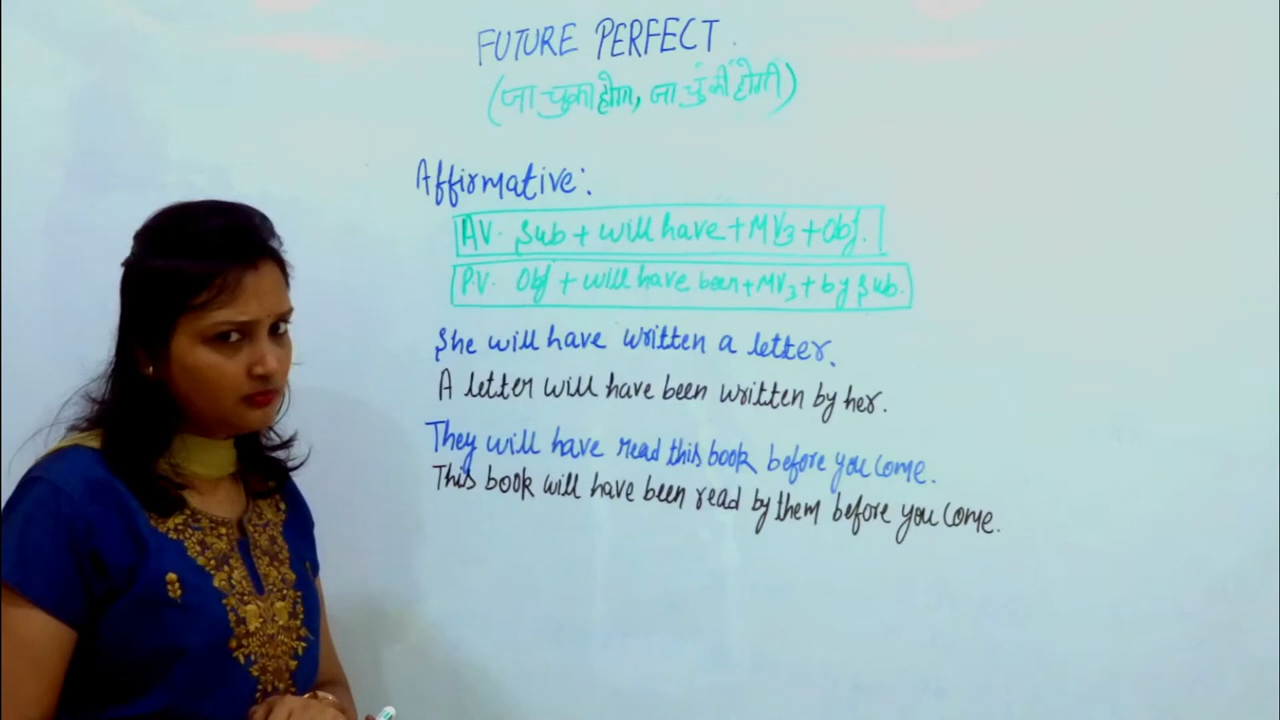 FUTURE PERFECT.
(जा चुका होगा, जा चुकी होगी)
Affirmative:
AV. Sub + will have + MV3 + Obj.
P.V. Obj + will have been + MV3 + by Sub.
She will have written a letter.
A letter will have been written by her.
They will have read this book before you come.
This book will have been read by them before you come.